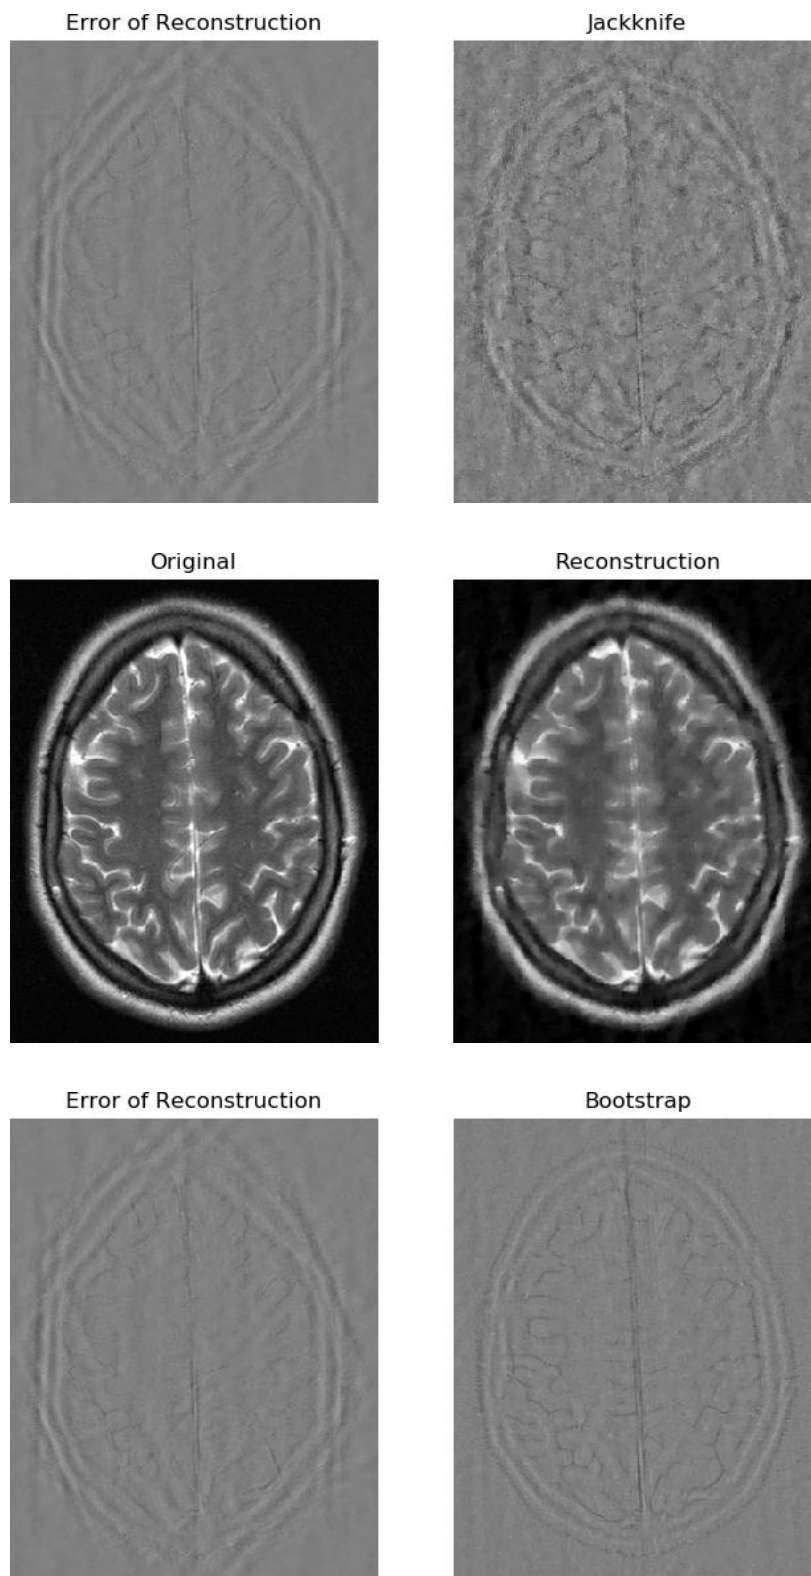 Error of Reconstruction
Jackknife
Original
Reconstruction
Error of Reconstruction
Bootstrap